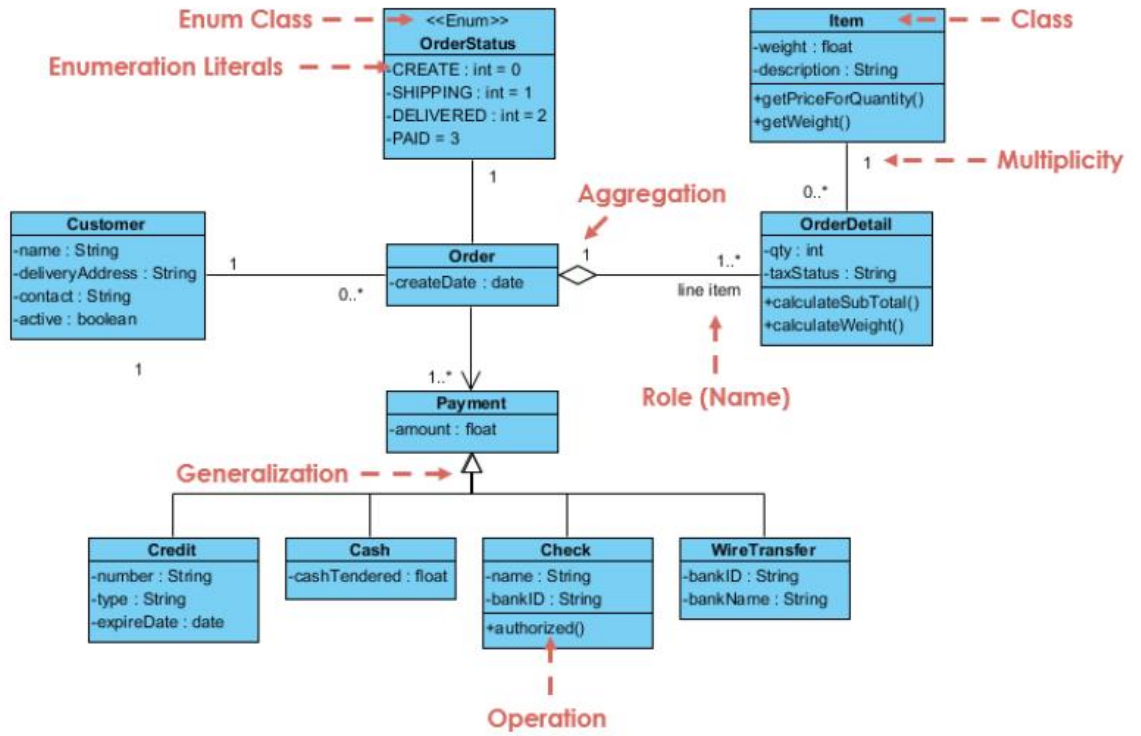 Enum Class
<<Enum>>
OrderStatus
Enumeration Literals
-CREATE : int = 0
-SHIPPING : int = 1
-DELIVERED : int = 2
-PAID = 3
Item
Class
-weight : float
-description : String
+getPriceForQuantity()
+getWeight()
1
Multiplicity
0..*
1
Aggregation
Customer
-name : String
-deliveryAddress : String
-contact : String
-active : boolean
1
0..*
1
Order
-createDate : date
1
1..*
line item
OrderDetail
-qty : int
-taxStatus : String
+calculateSubTotal()
+calculateWeight()
Role (Name)
1..*
Payment
-amount : float
Generalization
Credit
-number : String
-type : String
-expireDate : date
Cash
-cashTendered : float
Check
-name : String
-bankID : String
+authorized()
WireTransfer
-bankID : String
-bankName : String
Operation